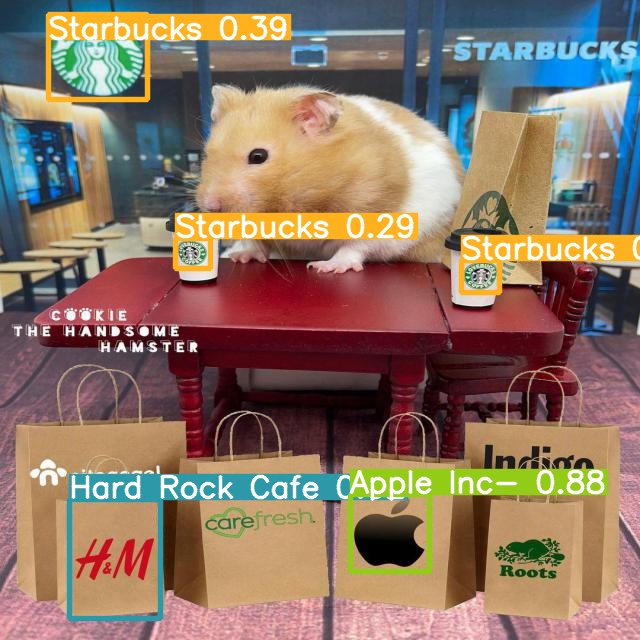 Starbucks 0.39
STARBUCKS
Starbucks 0.29
Starbucks
COOKIE
THE HANDSOME
HAMSTER
Indigo
Hard Rock Cafe
Apple Inc- 0.88
carefresh
H&M
Roots